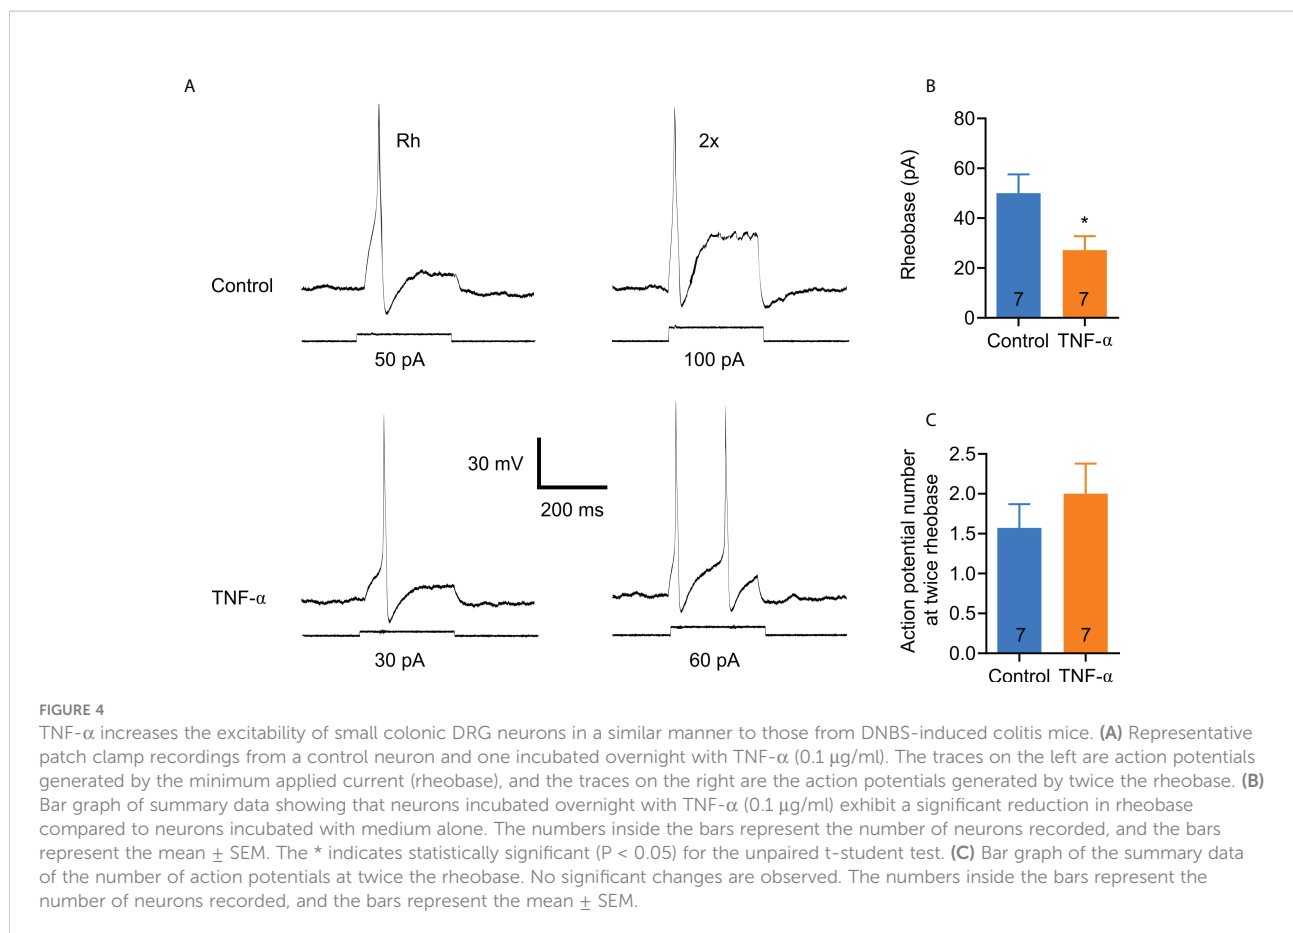 A
Rh
2x
Control
50 pA
100 pA
30 mV
200 ms
TNF-α
30 pA
60 pA
B
Rheobase (pA)
80
60
40
20
0
*
7
7
Control TNF-α
C
Action potential number
at twice rheobase
2.5
2.0
1.5
1.0
0.5
0.0
7
7
Control TNF-α
FIGURE 4
TNF-α increases the excitability of small colonic DRG neurons in a similar manner to those from DNBS-induced colitis mice. (A) Representative
patch clamp recordings from a control neuron and one incubated overnight with TNF-α (0.1 μg/ml). The traces on the left are action potentials
generated by the minimum applied current (rheobase), and the traces on the right are the action potentials generated by twice the rheobase. (B)
Bar graph of summary data showing that neurons incubated overnight with TNF-α (0.1 μg/ml) exhibit a significant reduction in rheobase
compared to neurons incubated with medium alone. The numbers inside the bars represent the number of neurons recorded, and the bars
represent the mean ± SEM. The * indicates statistically significant (P < 0.05) for the unpaired t-student test. (C) Bar graph of the summary data
of the number of action potentials at twice the rheobase. No significant changes are observed. The numbers inside the bars represent the
number of neurons recorded, and the bars represent the mean ± SEM.